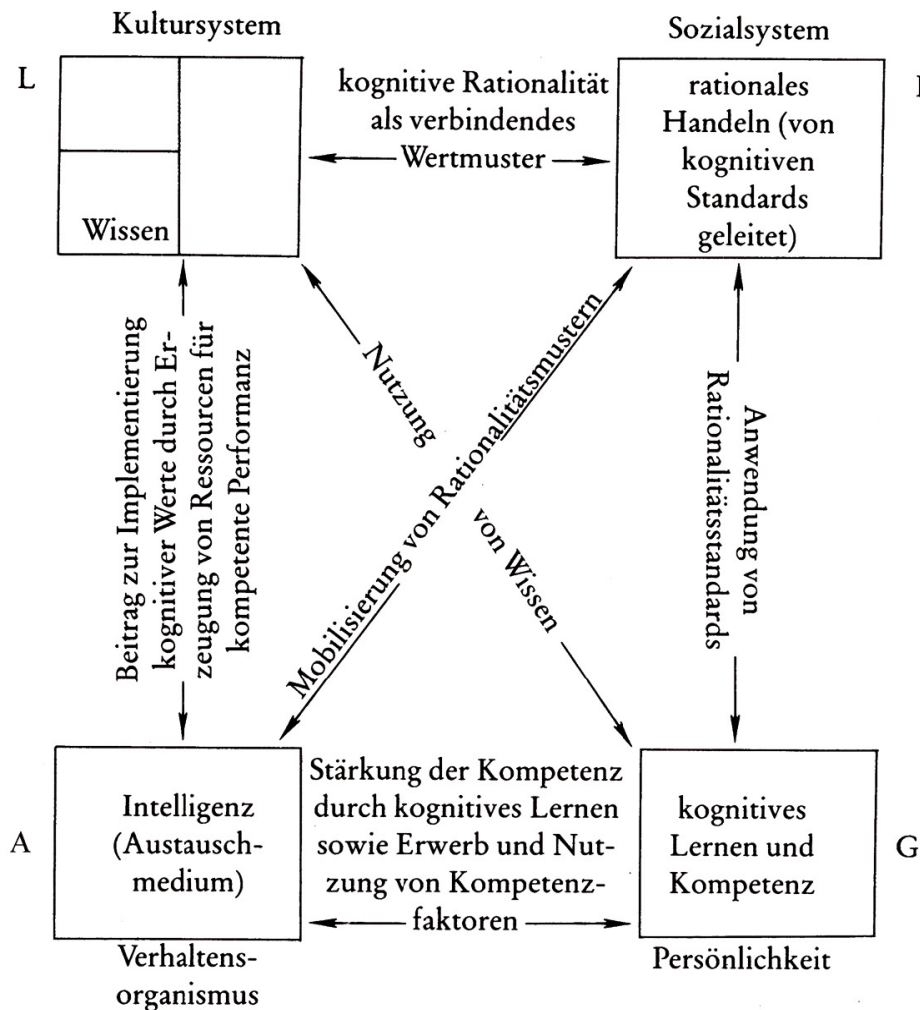 Kultursystem
Sozialsystem
L
I
Wissen
kognitive Rationalität
als verbindendes
Wertmuster
rationales
Handeln (von
kognitiven
Standards
geleitet)
Beitrag zur Implementierung
kognitiver Werte durch Er-
zeugung von Ressourcen für
kompetente Performanz
Nutzung
von Wissen
Mobilisierung von Rationalitätsmustern
Anwendung von
Rationalitätsstandards
A
Intelligenz
(Austausch-
medium)
Stärkung der Kompetenz
durch kognitives Lernen
sowie Erwerb und Nut-
zung von Kompetenz-
faktoren
kognitives
Lernen und
Kompetenz
G
Verhaltens-
organismus
Persönlichkeit